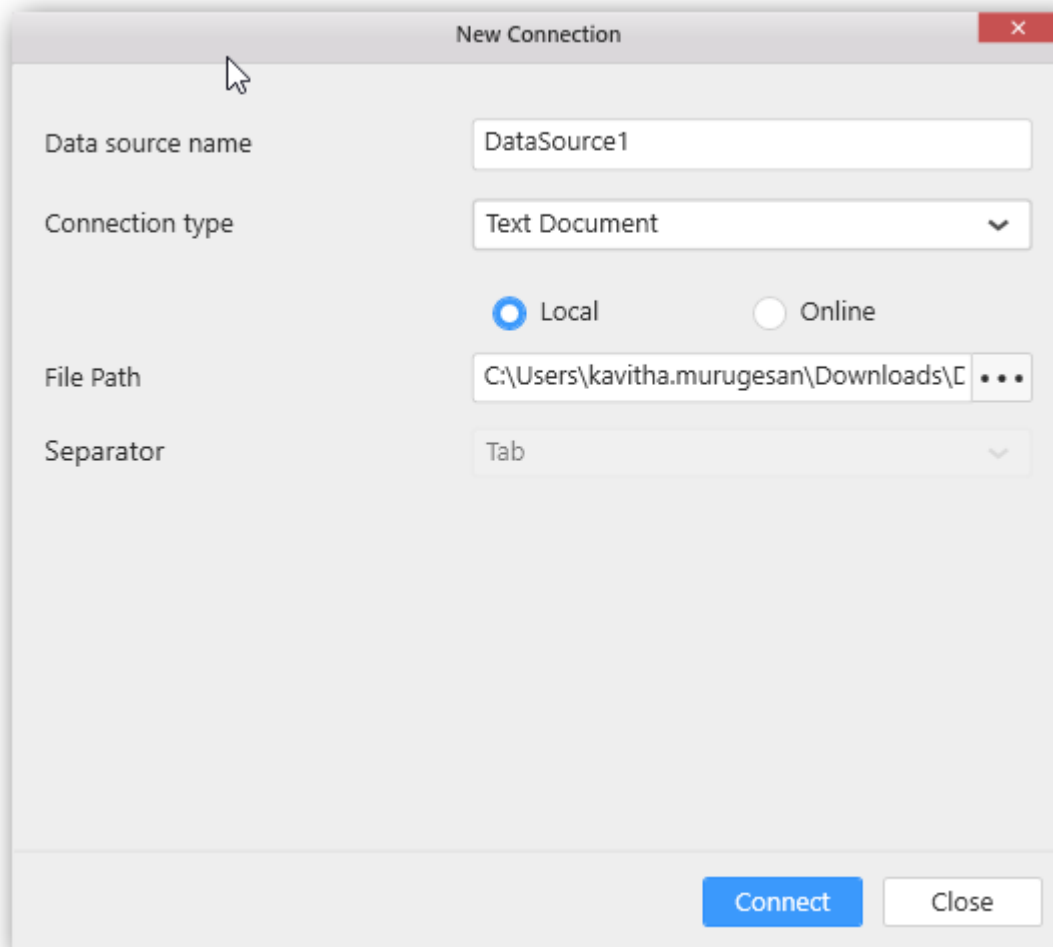 New Connection
Data source name DataSource1
Connection type Text Document
Local Online
File Path C:\Users\kavitha.murugesan\Downloads\D
Separator Tab
Connect Close